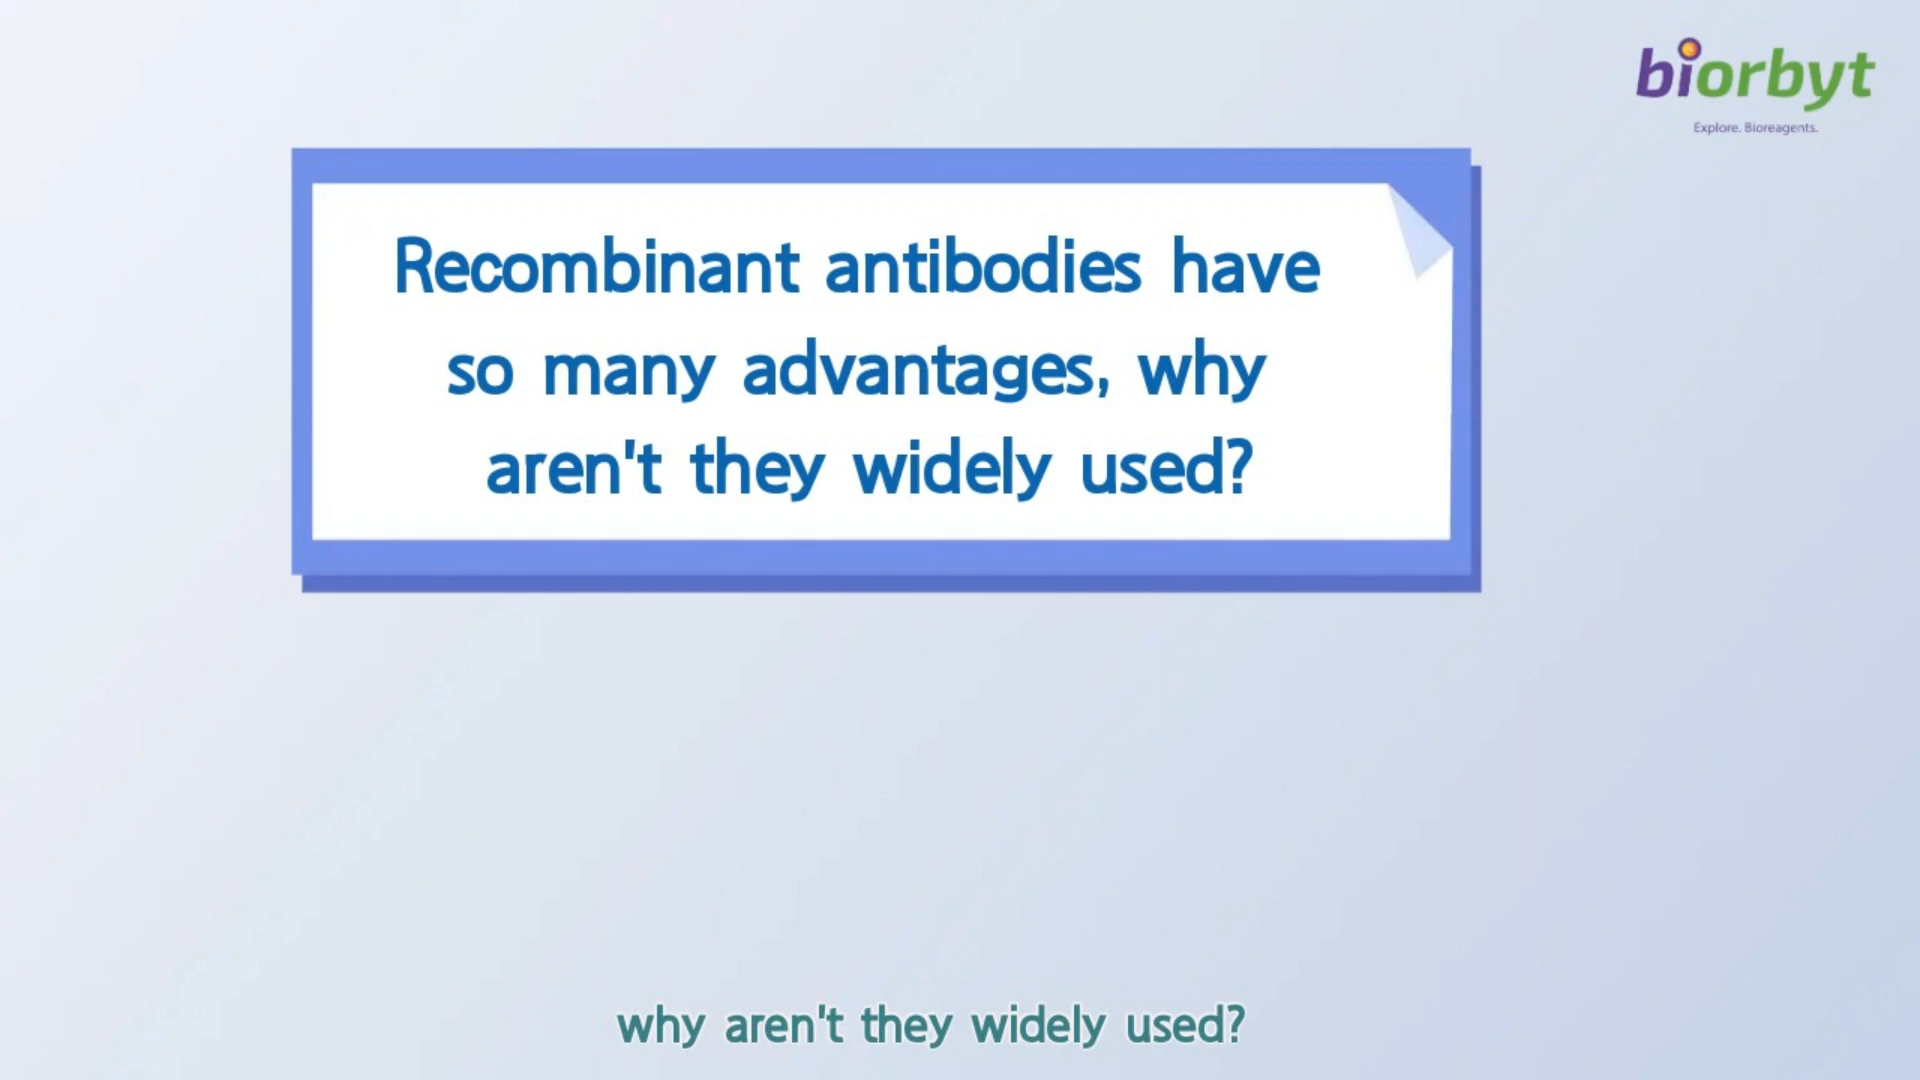 biorbyt
Explore. Bioreagents.
Recombinant antibodies have
so many advantages, why
aren't they widely used?
why aren't they widely used?